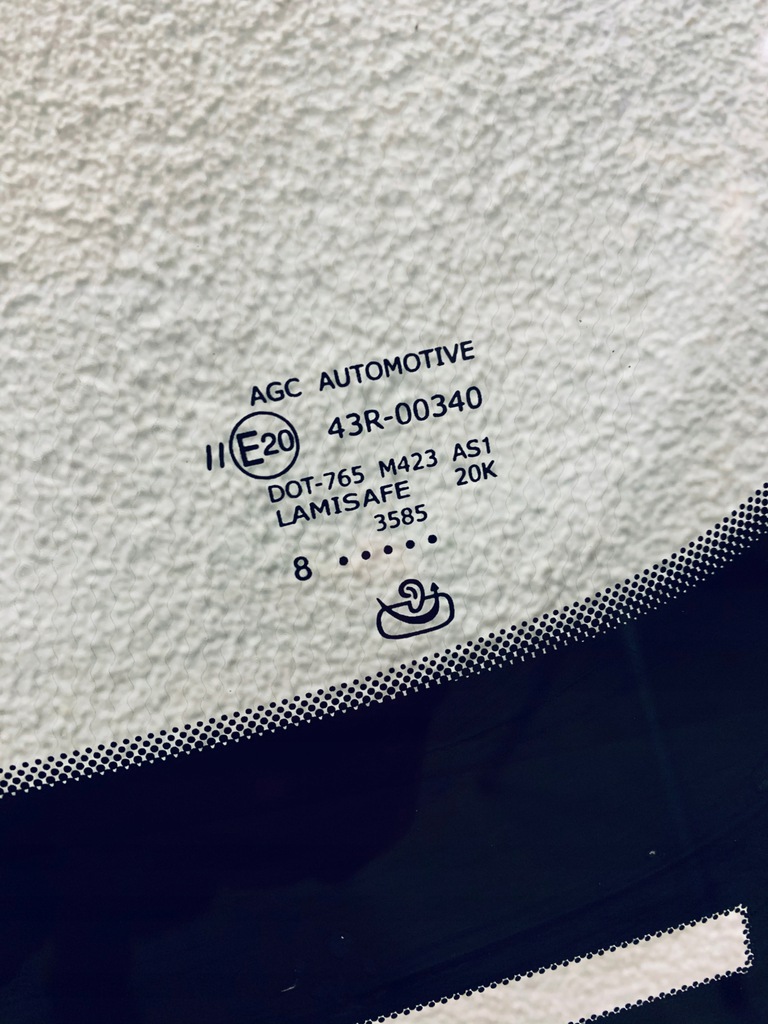 AGC AUTOMOTIVE
II E20 43R-00340
DOT-765 M423 AS1
LAMISAFE 20K
3585
8 •••••